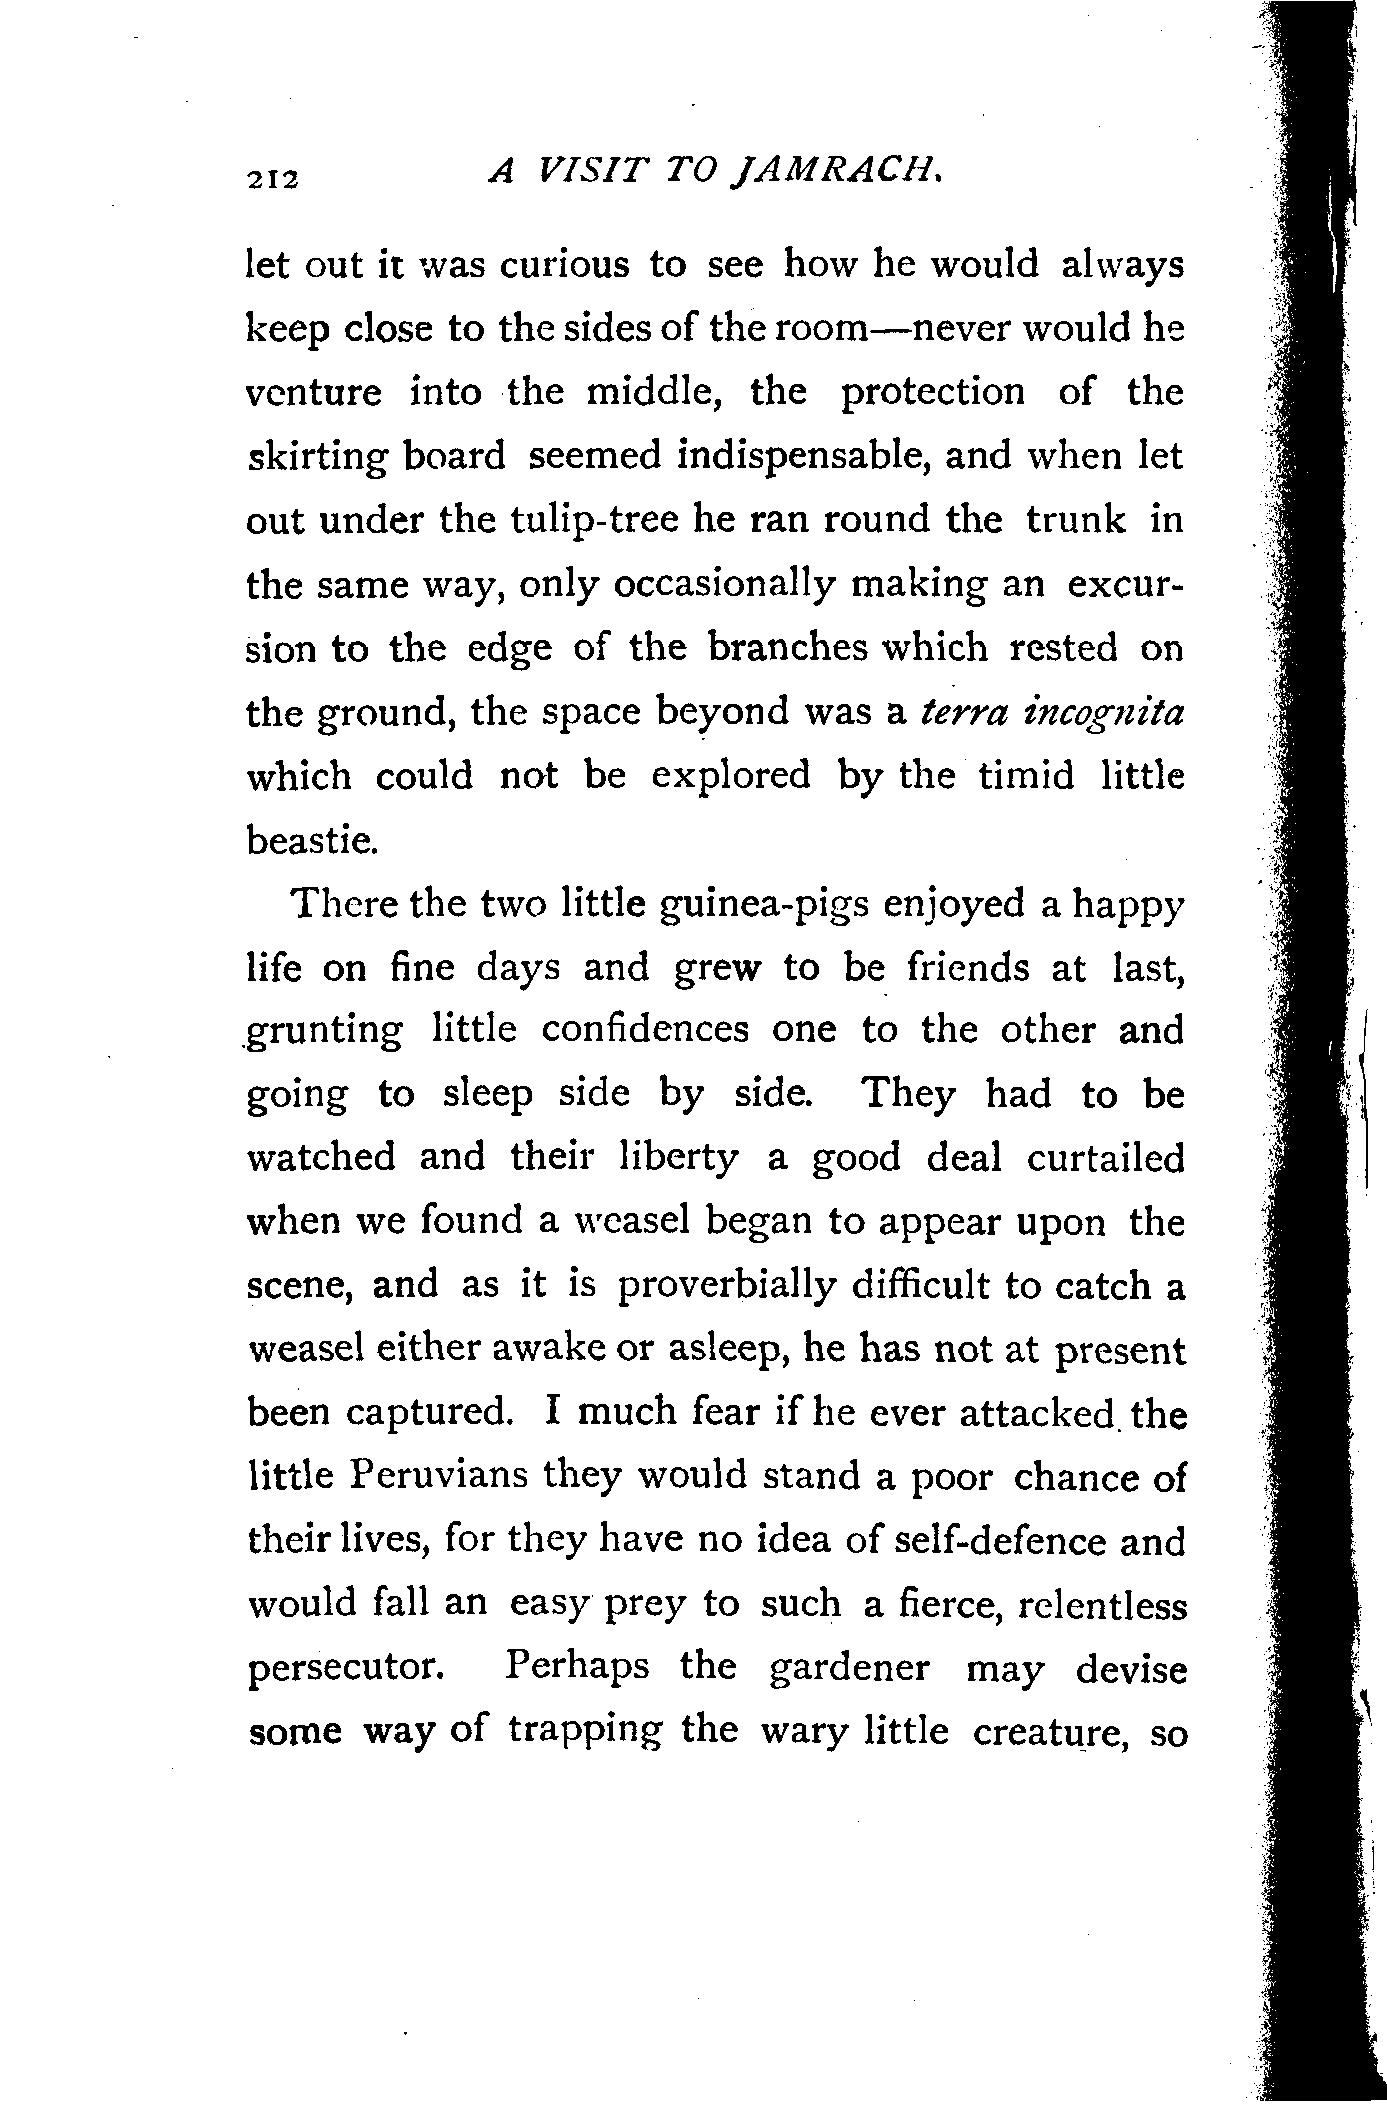 212 A VISIT TO JAMRACH.
let out it was curious to see how he would always
keep close to the sides of the room—never would he
venture into the middle, the protection of the
skirting board seemed indispensable, and when let
out under the tulip-tree he ran round the trunk in
the same way, only occasionally making an excur-
sion to the edge of the branches which rested on
the ground, the space beyond was a terra incognita
which could not be explored by the timid little
beastie.
There the two little guinea-pigs enjoyed a happy
life on fine days and grew to be friends at last,
grunting little confidences one to the other and
going to sleep side by side. They had to be
watched and their liberty a good deal curtailed
when we found a weasel began to appear upon the
scene, and as it is proverbially difficult to catch a
weasel either awake or asleep, he has not at present
been captured. I much fear if he ever attacked the
little Peruvians they would stand a poor chance of
their lives, for they have no idea of self-defence and
would fall an easy prey to such a fierce, relentless
persecutor. Perhaps the gardener may devise
some way of trapping the wary little creature, so